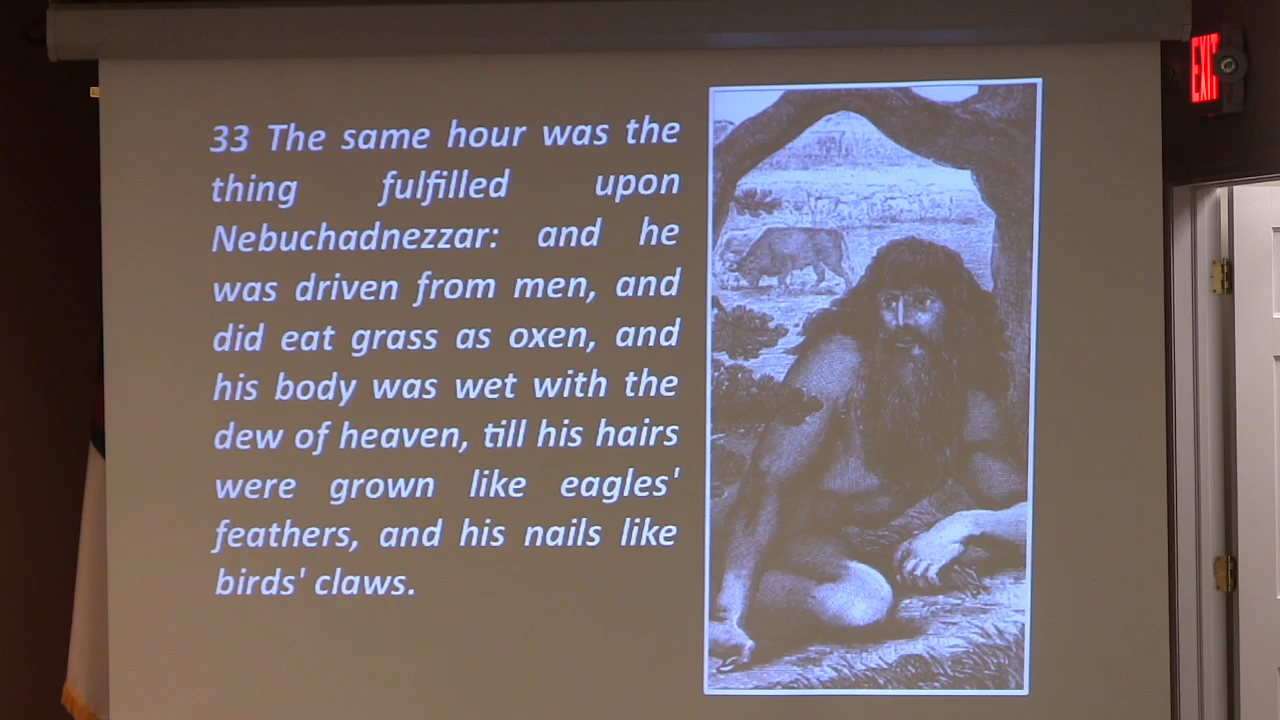 33 The same hour was the
thing fulfilled upon
Nebuchadnezzar: and he
was driven from men, and
did eat grass as oxen, and
his body was wet with the
dew of heaven, till his hairs
were grown like eagles'
feathers, and his nails like
birds' claws.
EXIT